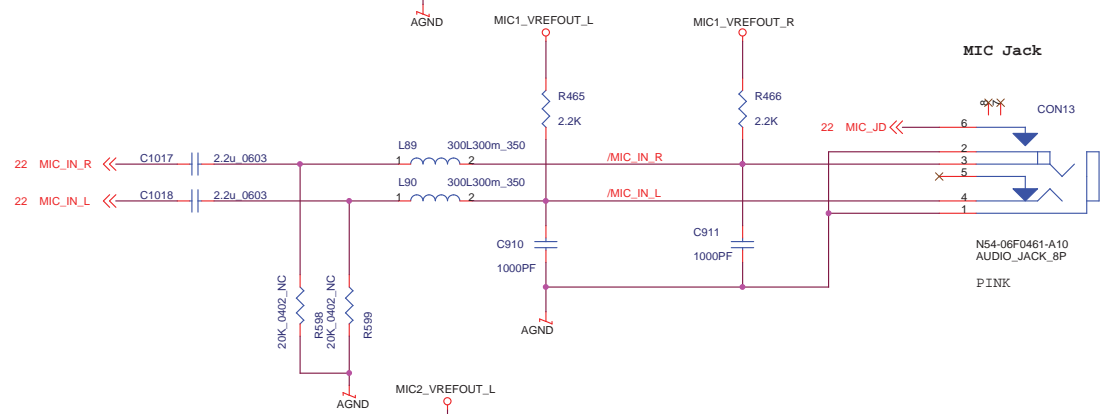 AGND
MIC1_VREFOUT_L
MIC1_VREFOUT_R
MIC Jack
R465
2.2K
R466
2.2K
8
7
CON13
22 MIC_JD
6
22 MIC_IN_R
C1017
2.2u_0603
L89
300L300m_350
1
2
/MIC_IN_R
2
3
5
22 MIC_IN_L
C1018
2.2u_0603
L90
300L300m_350
1
2
/MIC_IN_L
4
1
C910
1000PF
C911
1000PF
N54-06F0461-A10
AUDIO_JACK_8P
PINK
20K_0402_NC
R598
20K_0402_NC
R599
AGND
AGND
MIC2_VREFOUT_L